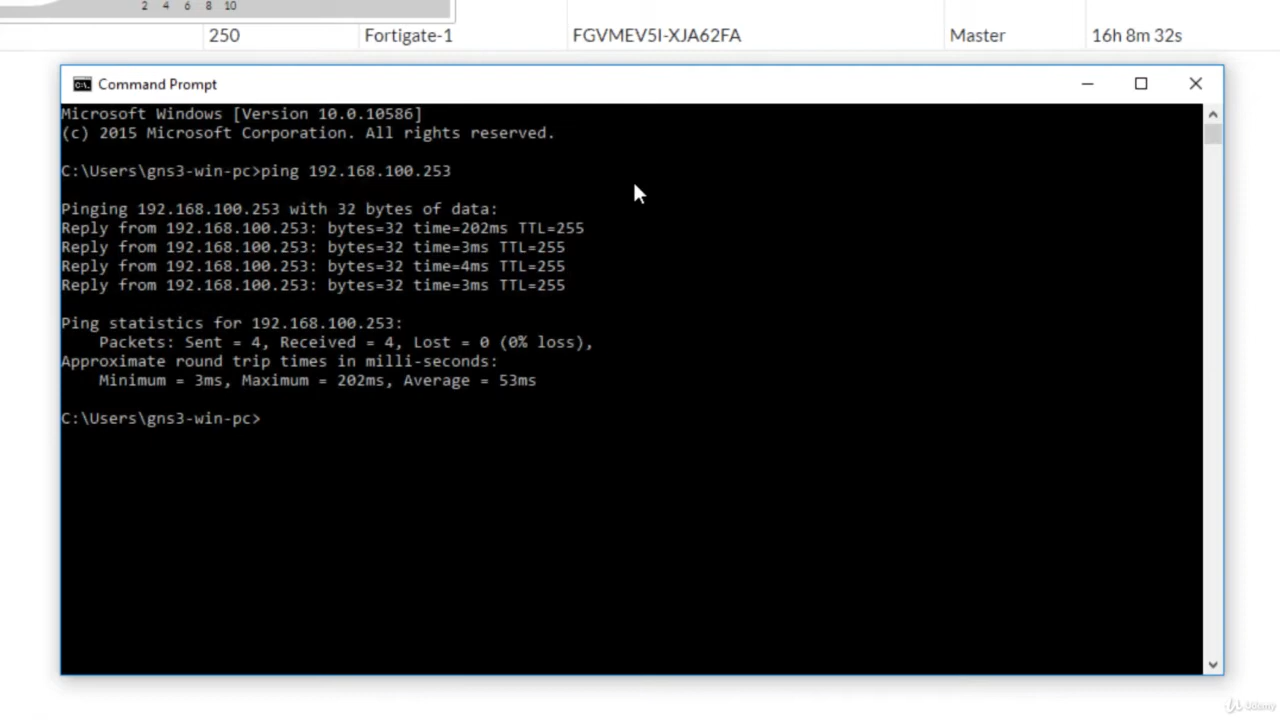 2 4 6 8 10
250 Fortigate-1 FGVMEV5I-XJA62FA Master 16h 8m 32s
Command Prompt
Microsoft Windows [Version 10.0.10586]
(c) 2015 Microsoft Corporation. All rights reserved.
C:\Users\gns3-win-pc>ping 192.168.100.253
Pinging 192.168.100.253 with 32 bytes of data:
Reply from 192.168.100.253: bytes=32 time=202ms TTL=255
Reply from 192.168.100.253: bytes=32 time=3ms TTL=255
Reply from 192.168.100.253: bytes=32 time=4ms TTL=255
Reply from 192.168.100.253: bytes=32 time=3ms TTL=255
Ping statistics for 192.168.100.253:
Packets: Sent = 4, Received = 4, Lost = 0 (0% loss),
Approximate round trip times in milli-seconds:
Minimum = 3ms, Maximum = 202ms, Average = 53ms
C:\Users\gns3-win-pc>
Udemy